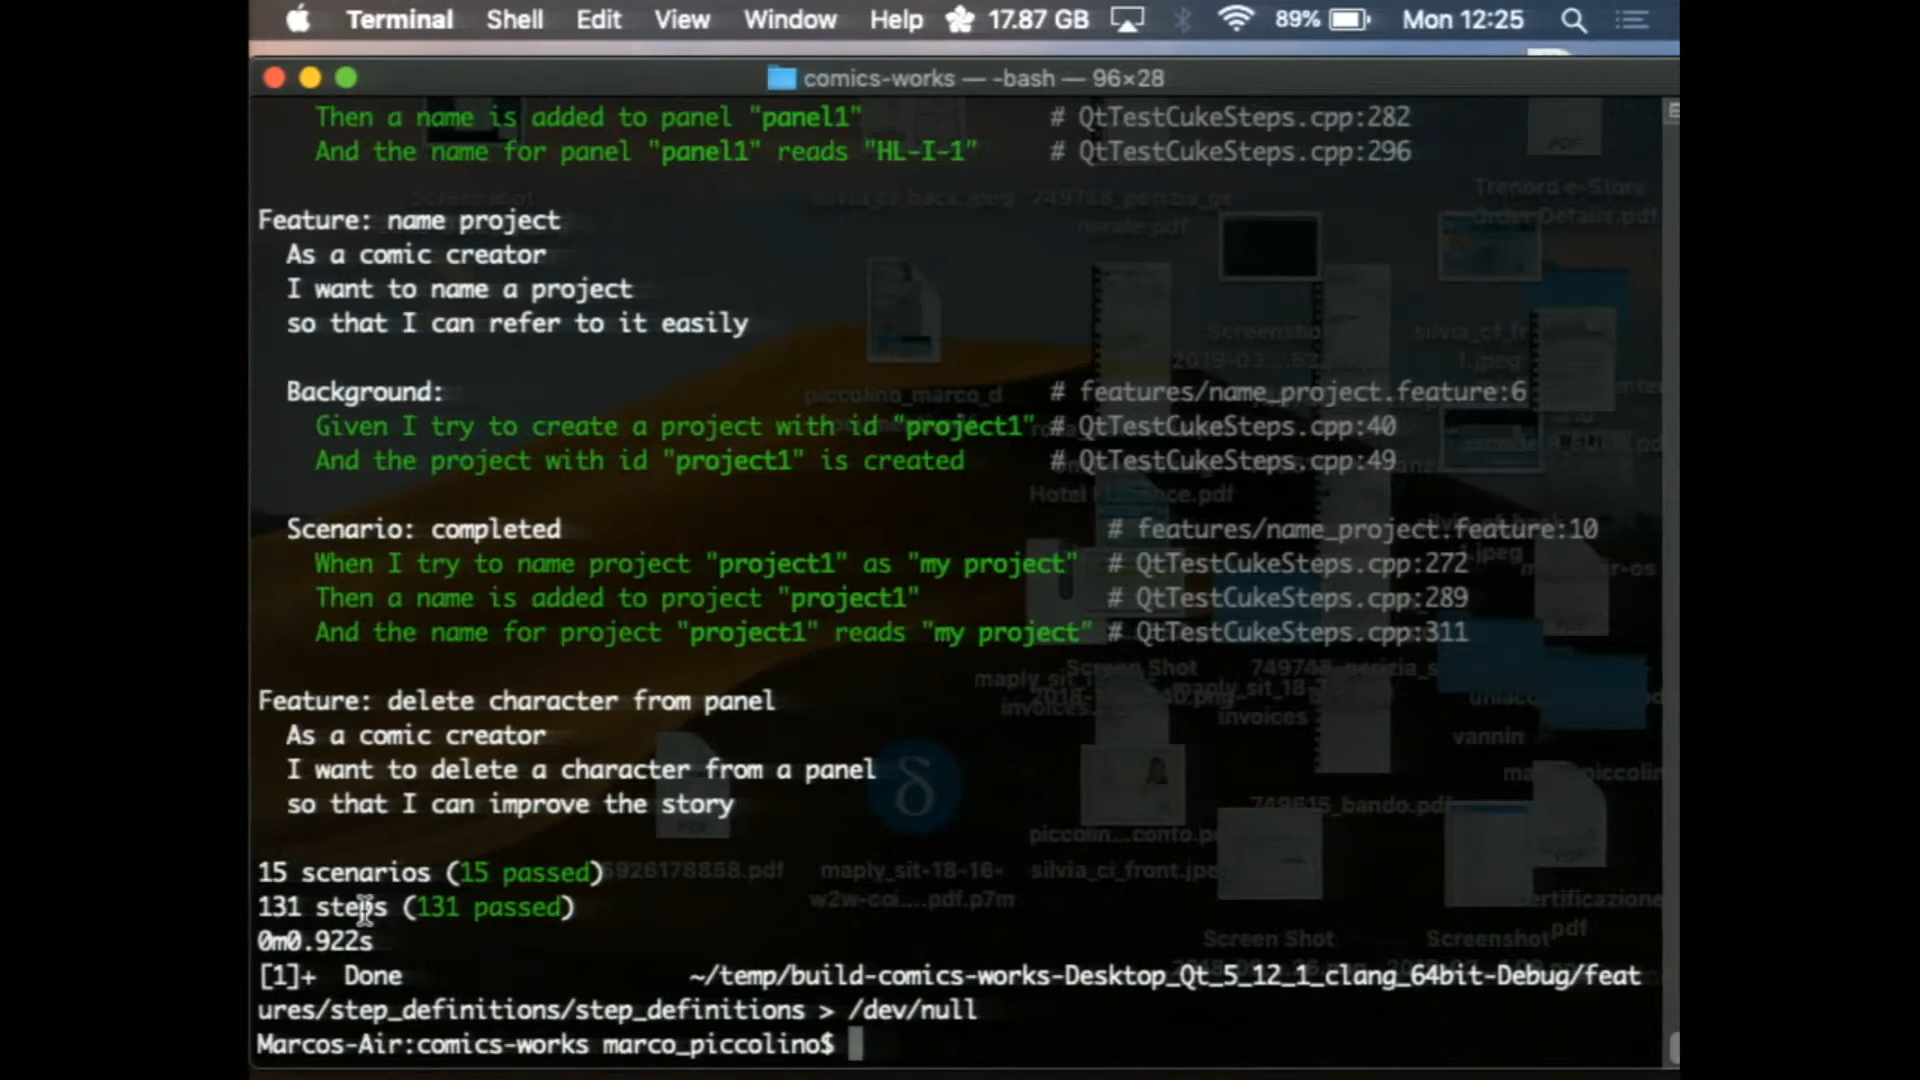 Terminal Shell Edit View Window Help 17.87 GB 89% Mon 12:25
comics-works — -bash — 96×28
Then a name is added to panel "panel1" # QtTestCukeSteps.cpp:282
And the name for panel "panel1" reads "HL-I-1" # QtTestCukeSteps.cpp:296
Feature: name project
As a comic creator
I want to name a project
so that I can refer to it easily
Background: # features/name_project.feature:6
Given I try to create a project with id "project1" # QtTestCukeSteps.cpp:40
And the project with id "project1" is created # QtTestCukeSteps.cpp:49
Scenario: completed # features/name_project.feature:10
When I try to name project "project1" as "my project" # QtTestCukeSteps.cpp:272
Then a name is added to project "project1" # QtTestCukeSteps.cpp:289
And the name for project "project1" reads "my project" # QtTestCukeSteps.cpp:311
Feature: delete character from panel
As a comic creator
I want to delete a character from a panel
so that I can improve the story
15 scenarios (15 passed)
131 steps (131 passed)
0m0.922s
[1]+ Done ~/temp/build-comics-works-Desktop_Qt_5_12_1_clang_64bit-Debug/feat
ures/step_definitions/step_definitions > /dev/null
Marcos-Air:comics-works marco_piccolino$